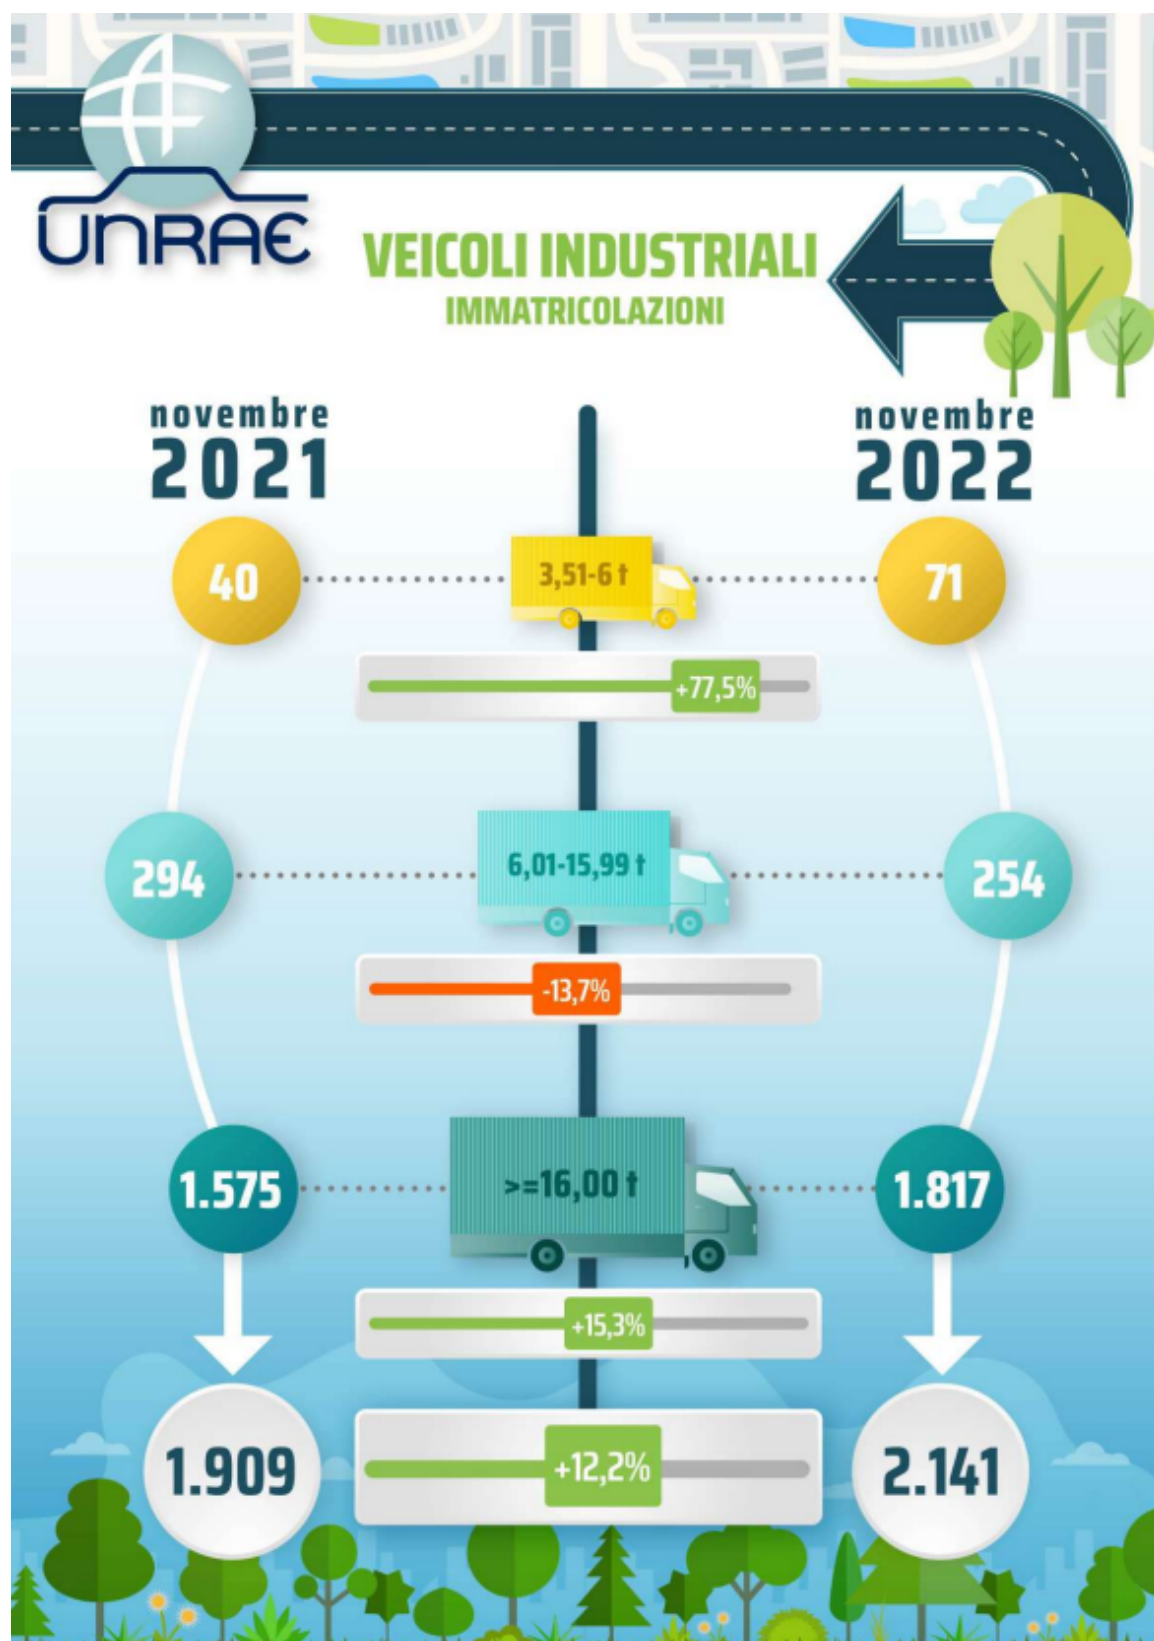 UNRAE
VEICOLI INDUSTRIALI
IMMATRICOLAZIONI
novembre
2021
novembre
2022
40
3,51-6 t
71
+77,5%
294
6,01-15,99 t
254
-13,7%
1.575
>=16,00 t
1.817
+15,3%
1.909
+12,2%
2.141